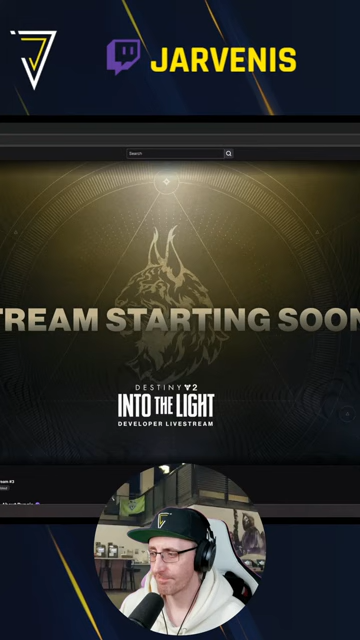 JARVENIS
Search
TREAM STARTING SOON
DESTINY 2
INTO THE LIGHT
DEVELOPER LIVESTREAM